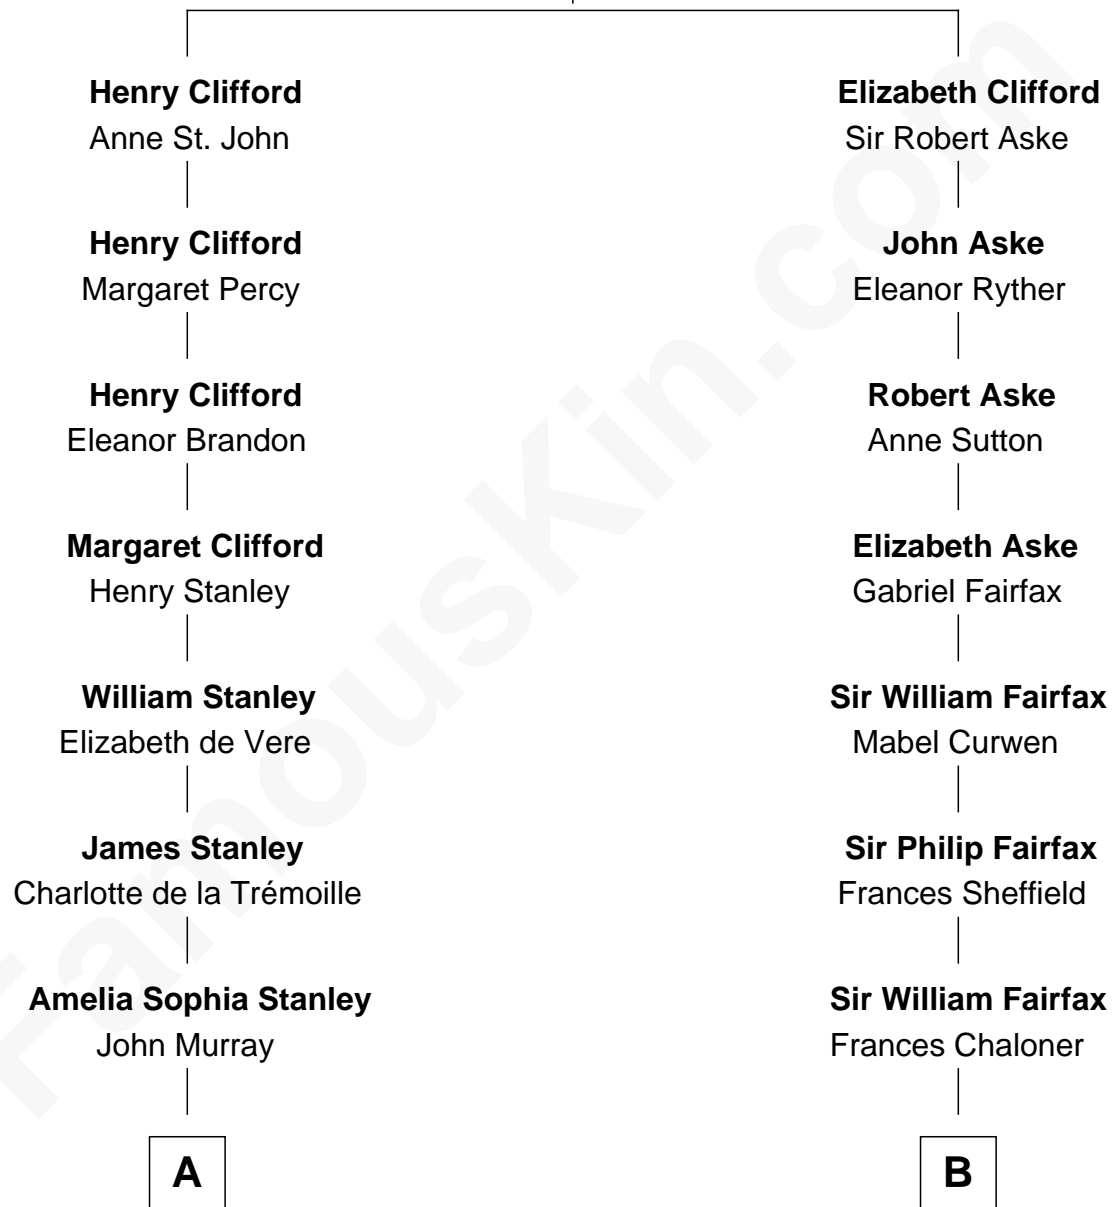 Henry Clifford
Anne St. John
Henry Clifford
Margaret Percy
Henry Clifford
Eleanor Brandon
Margaret Clifford
Henry Stanley
William Stanley
Elizabeth de Vere
James Stanley
Charlotte de la Trémoille
Amelia Sophia Stanley
John Murray
A
Elizabeth Clifford
Sir Robert Aske
John Aske
Eleanor Ryther
Robert Aske
Anne Sutton
Elizabeth Aske
Gabriel Fairfax
Sir William Fairfax
Mabel Curwen
Sir Philip Fairfax
Frances Sheffield
Sir William Fairfax
Frances Chaloner
B
FamousKin.com